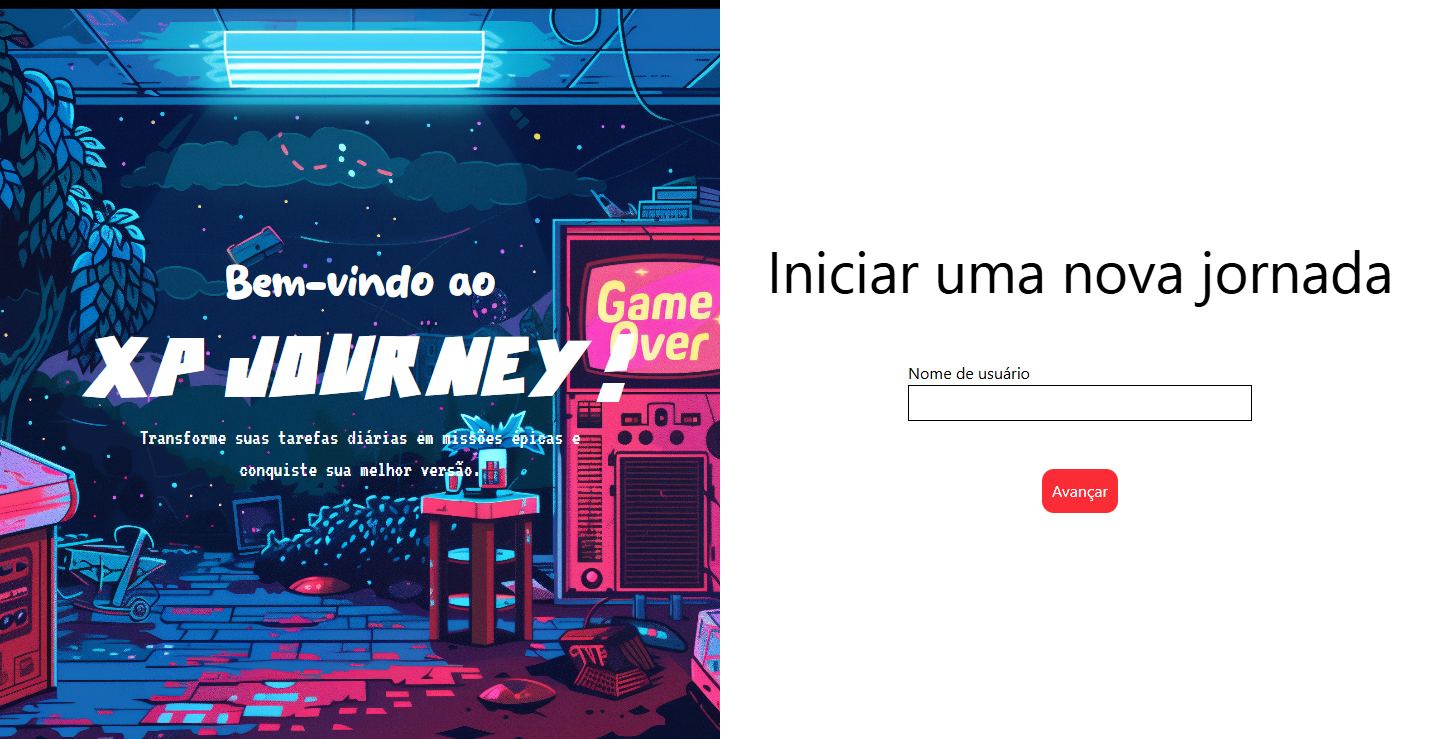 Bem-vindo ao
XP JOURNEY!
Transforme suas tarefas diárias em missões épicas e
conquiste sua melhor versão.
Game
Over
Iniciar uma nova jornada
Nome de usuário
Avançar